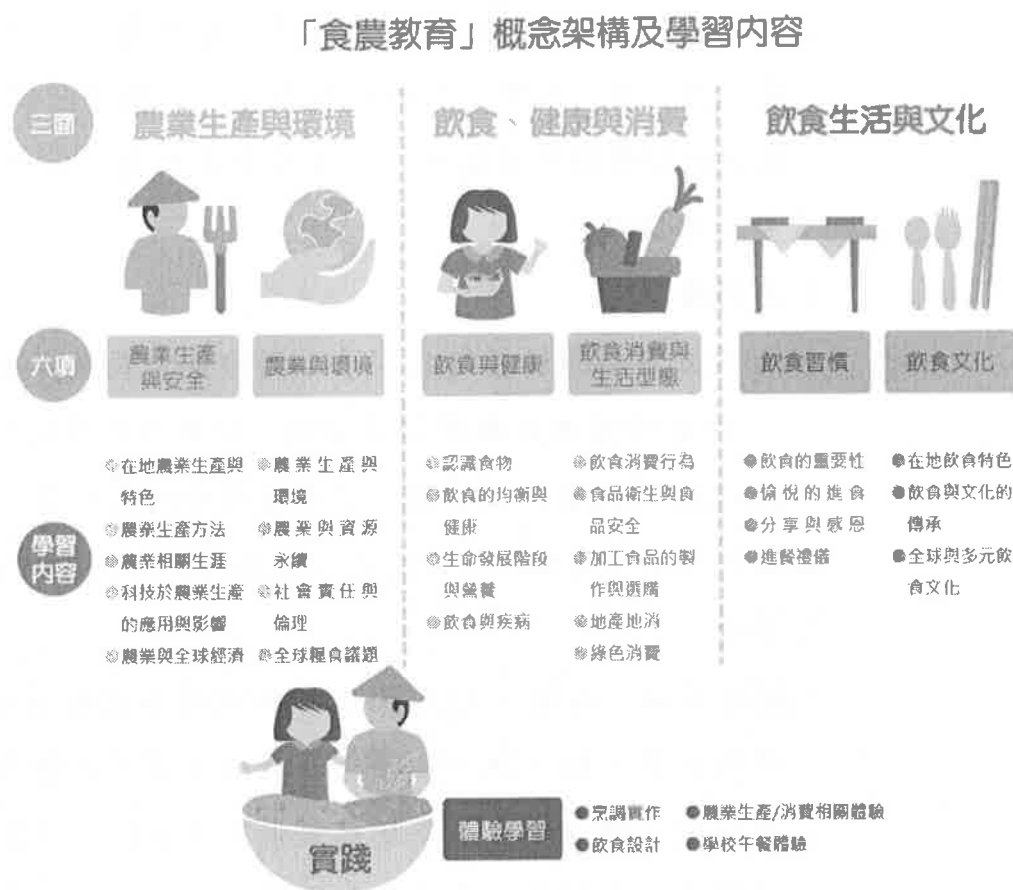 「食農教育」概念架構及學習內容
三面
農業生產與環境
飲食、健康與消費
飲食生活與文化
六項
農業生產
與安全
農業與環境
飲食與健康
飲食消費與
生活型態
飲食習慣
飲食文化
學習
內容
在地農業生產與
特色
農業生產方法
農業相關生涯
科技於農業生產
的應用與影響
農業與全球經濟
農業生產與
環境
農業與資源
永續
社會責任與
倫理
全球糧食議題
認識食物
飲食的均衡與
健康
生命發展階段
與營養
飲食與疾病
飲食消費行為
食品衛生與食
品安全
加工食品的製
作與選購
地產地消
綠色消費
飲食的重要性
愉悅的進食
分享與感恩
進餐禮儀
在地飲食特色
飲食與文化的
傳承
全球與多元飲
食文化
實踐
體驗學習
烹調實作
農業生產/消費相關體驗
飲食設計
學校午餐體驗